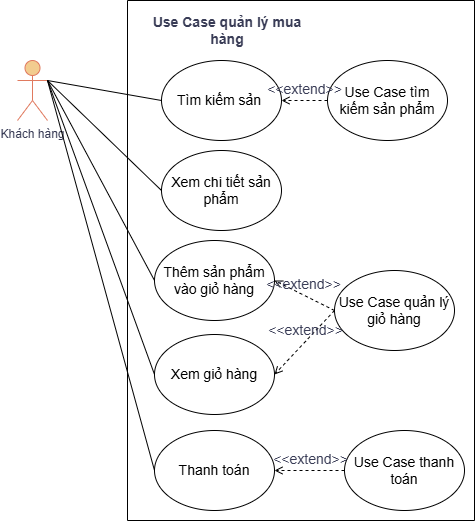 Use Case quản lý mua
hàng
Khách hàng
Tìm kiếm sản
<<extend>>
Use Case tìm
kiếm sản phẩm
Xem chi tiết sản
phẩm
Thêm sản phẩm
vào giỏ hàng
<<extend>>
Use Case quản lý
giỏ hàng
<<extend>>
Xem giỏ hàng
Thanh toán
<<extend>>
Use Case thanh
toán